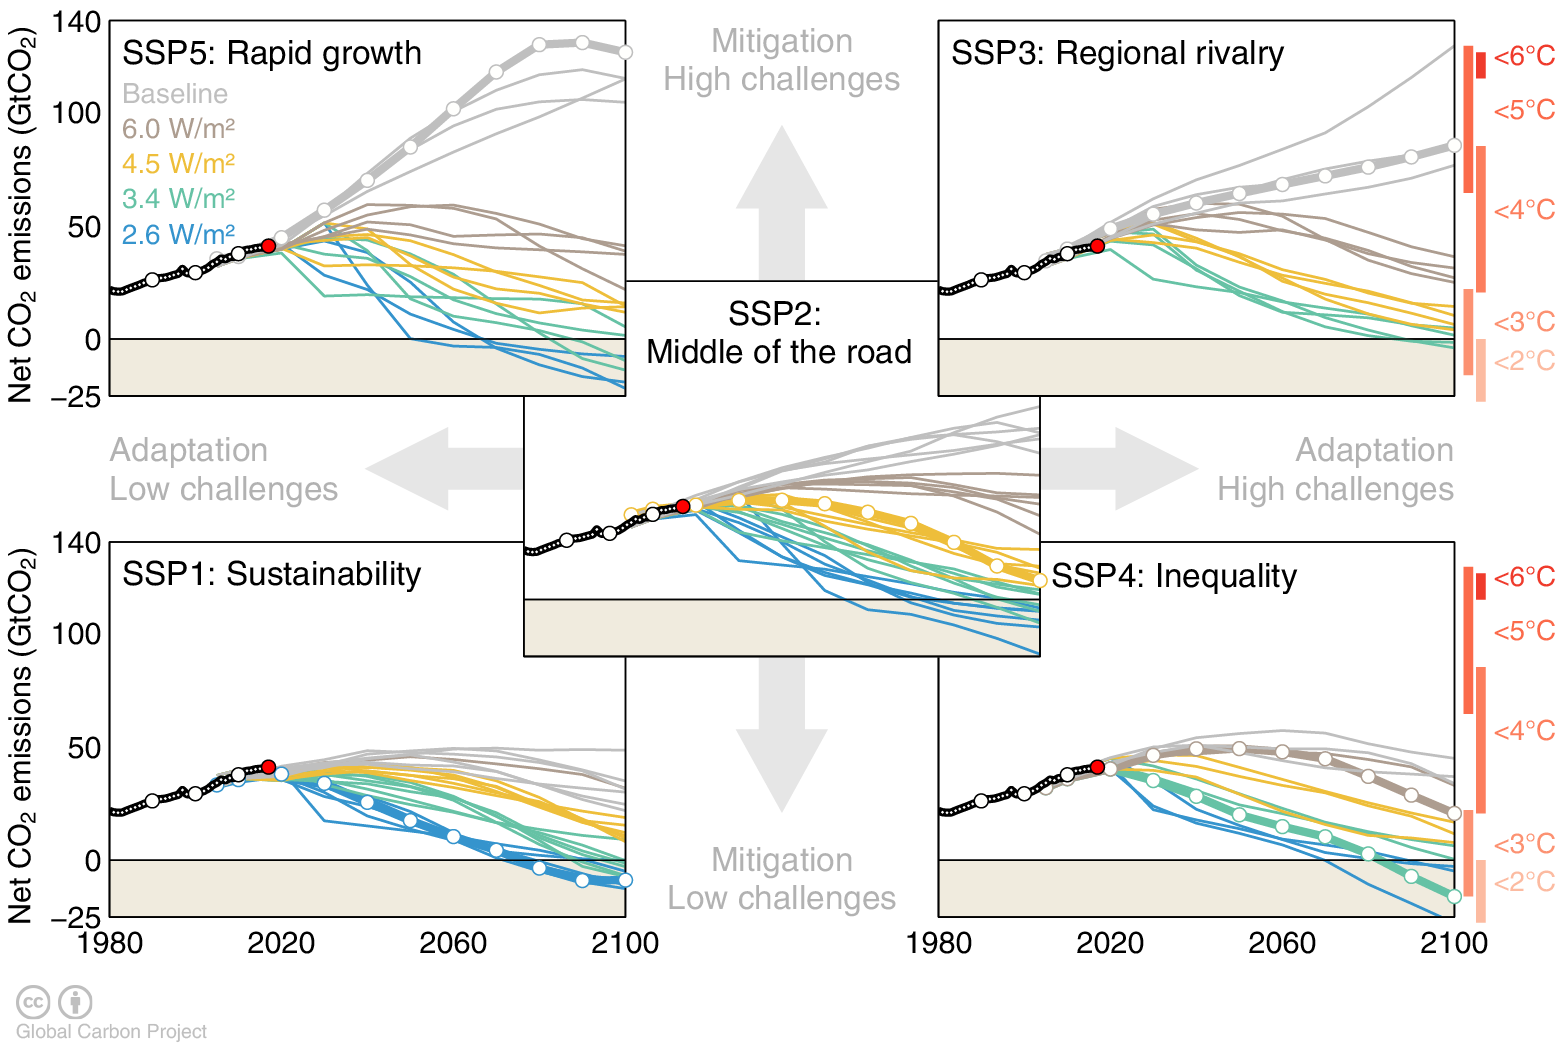 140
SSP5: Rapid growth
Baseline
6.0 W/m²
4.5 W/m²
3.4 W/m²
2.6 W/m²
100
50
0
−25
Net CO₂ emissions (GtCO₂)
Mitigation
High challenges
SSP3: Regional rivalry
<6°C
<5°C
<4°C
<3°C
<2°C
SSP2:
Middle of the road
Adaptation
Low challenges
Adaptation
High challenges
140
SSP1: Sustainability
100
50
0
−25
Net CO₂ emissions (GtCO₂)
1980
2020
2060
2100
Mitigation
Low challenges
SSP4: Inequality
<6°C
<5°C
<4°C
<3°C
<2°C
1980
2020
2060
2100
cc
Global Carbon Project